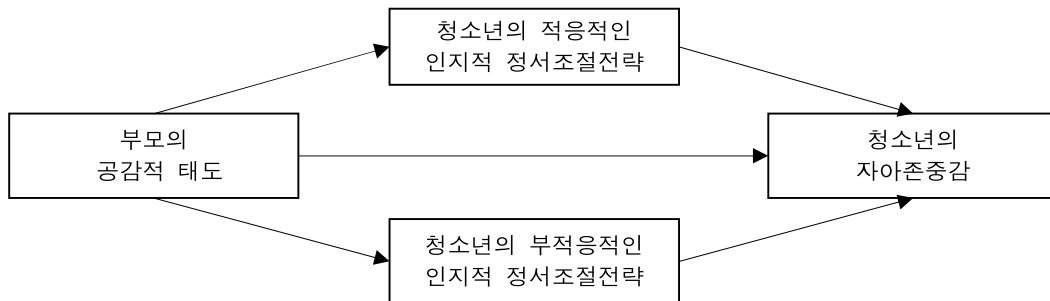 청소년의 적응적인
인지적 정서조절전략
부모의
공감적 태도
청소년의
자아존중감
청소년의 부적응적인
인지적 정서조절전략